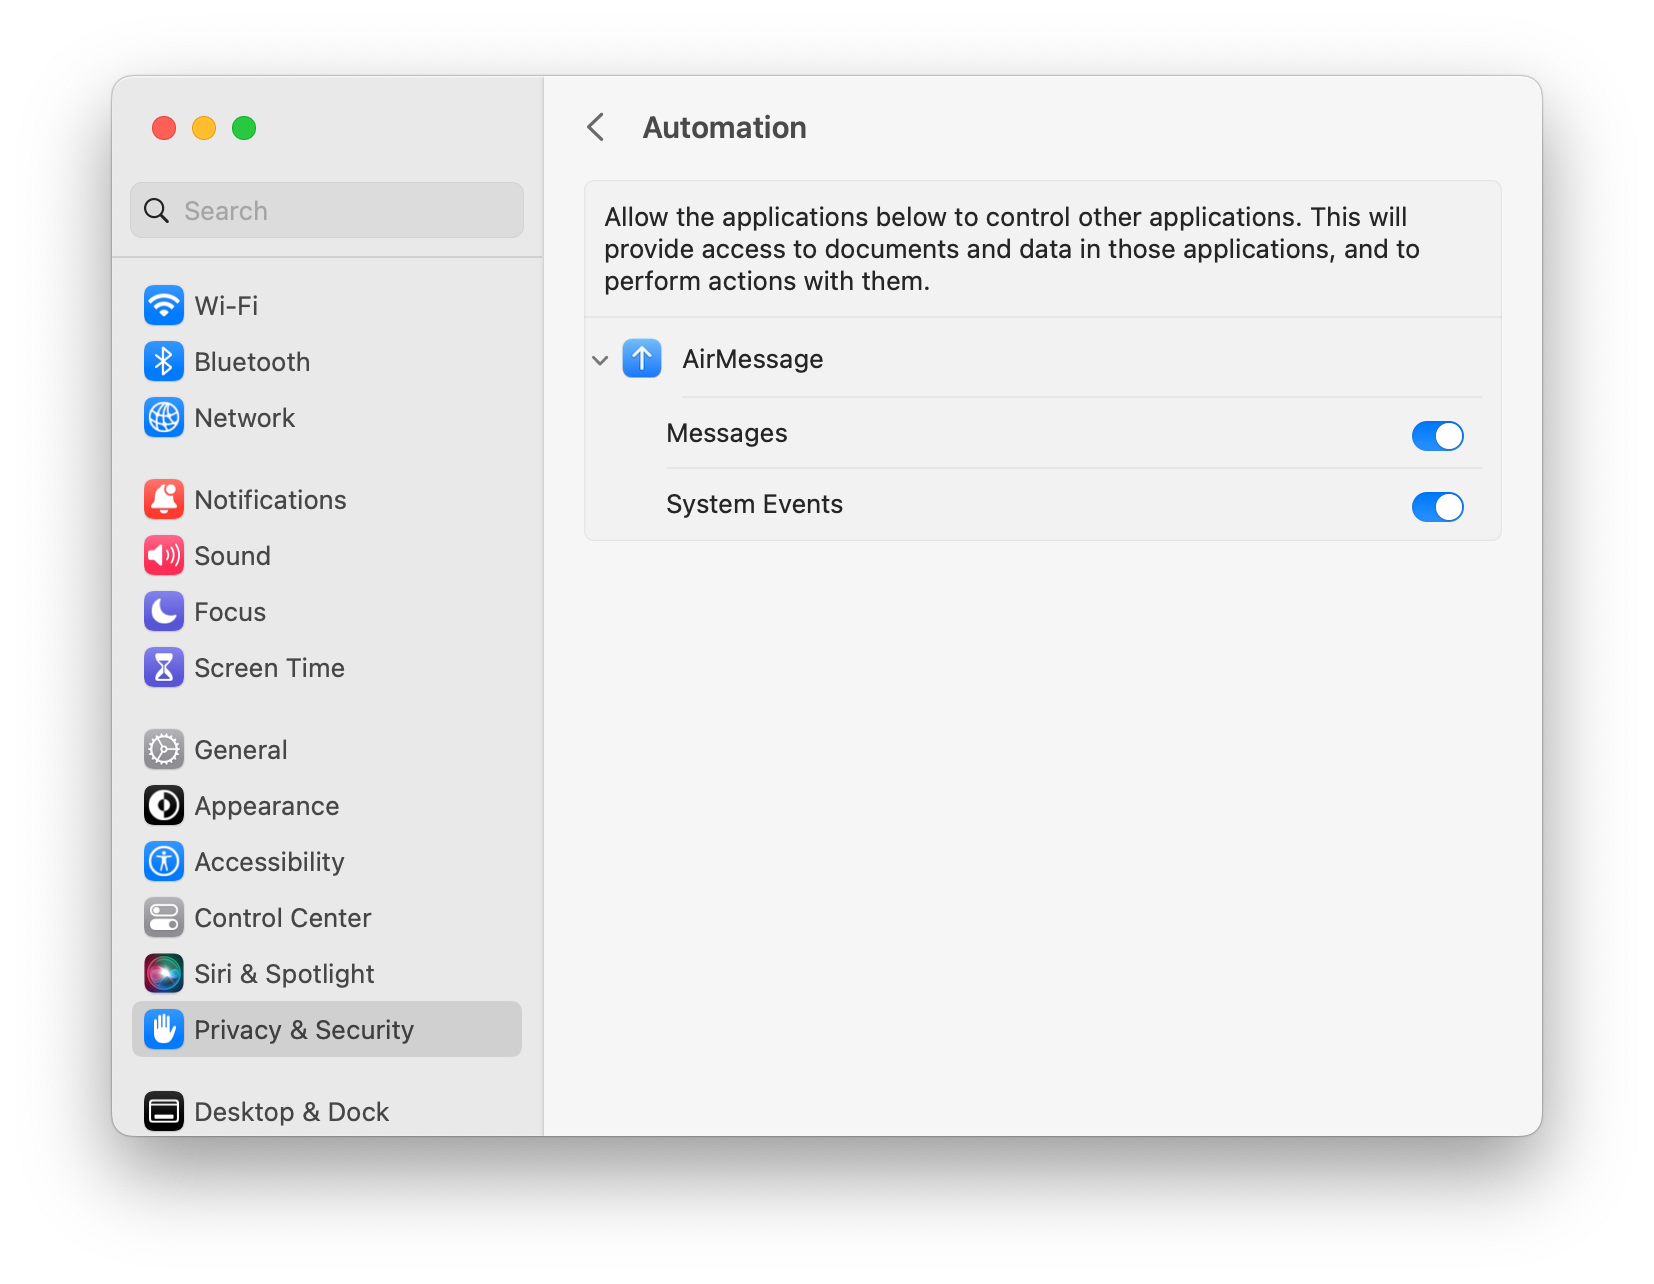 Search
Wi-Fi
Bluetooth
Network
Notifications
Sound
Focus
Screen Time
General
Appearance
Accessibility
Control Center
Siri & Spotlight
Privacy & Security
Desktop & Dock
Automation
Allow the applications below to control other applications. This will
provide access to documents and data in those applications, and to
perform actions with them.
AirMessage
Messages
System Events